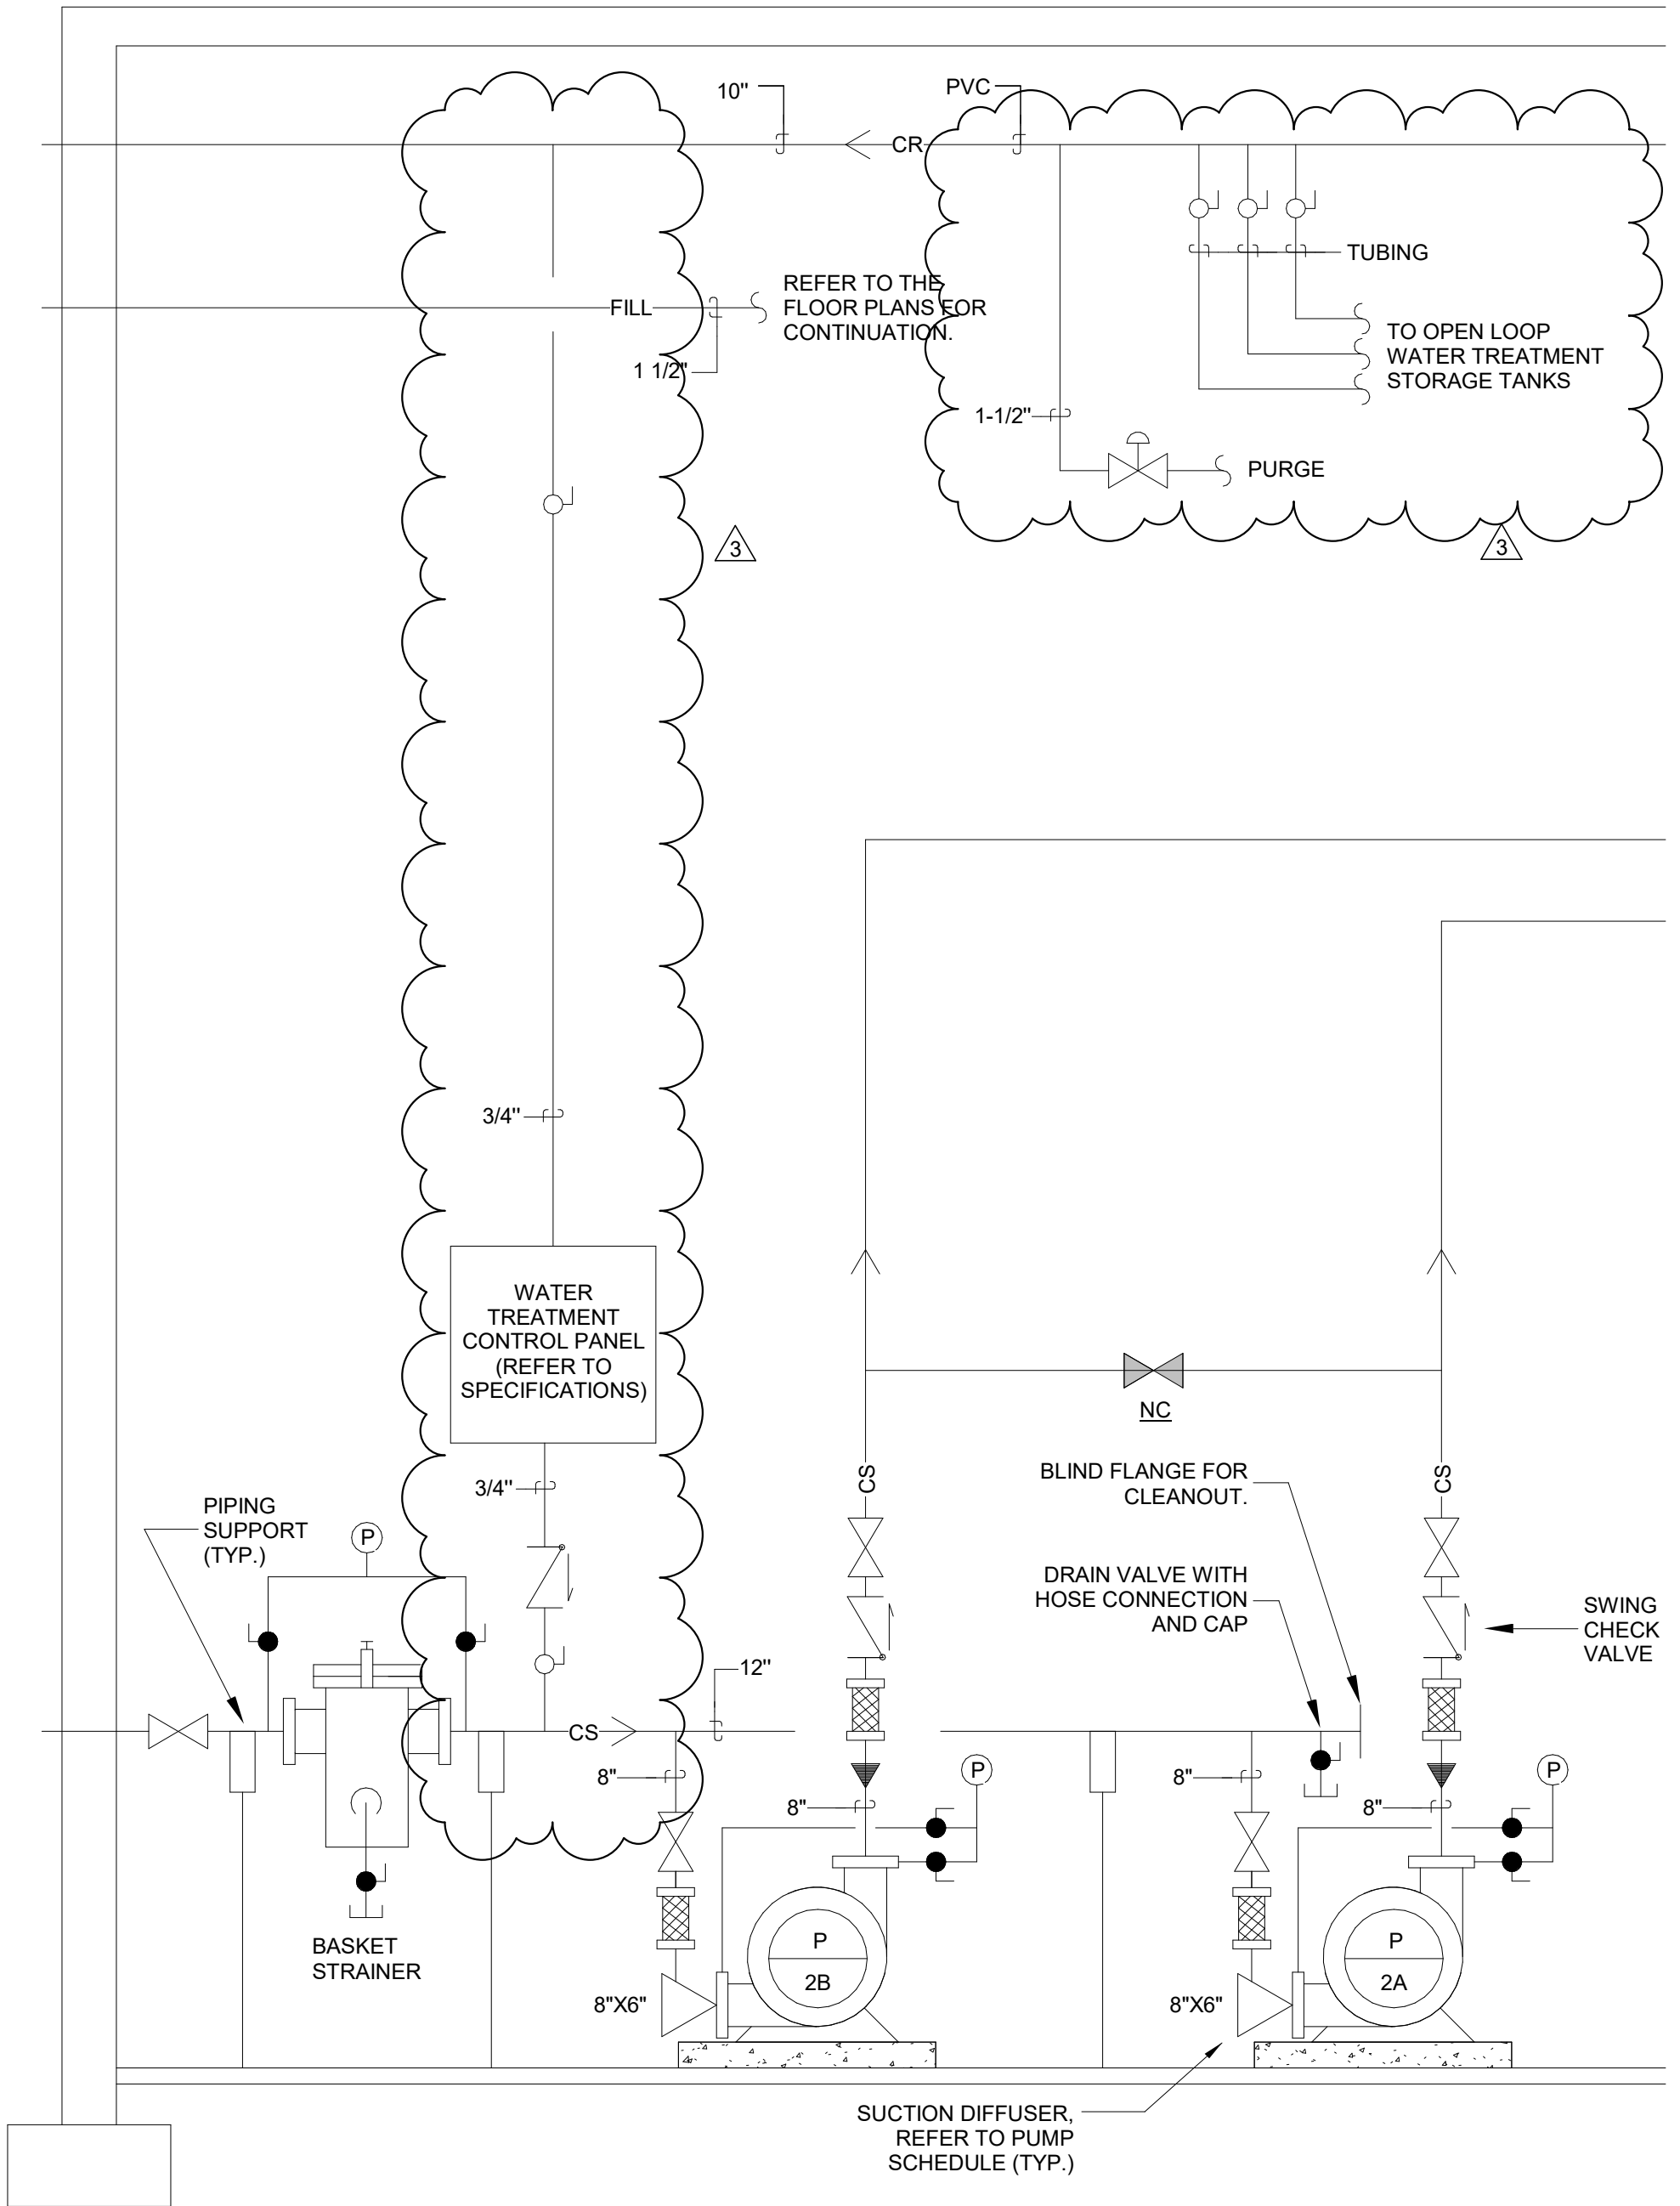 10"
PVC
CR
TUBING
REFER TO THE
FLOOR PLANS FOR
CONTINUATION.
FILL
1 1/2"
TO OPEN LOOP
WATER TREATMENT
STORAGE TANKS
1-1/2"
PURGE
3
3
3/4"
WATER
TREATMENT
CONTROL PANEL
(REFER TO
SPECIFICATIONS)
NC
3/4"
CS
BLIND FLANGE FOR
CLEANOUT.
CS
PIPING
SUPPORT
(TYP.)
P
DRAIN VALVE WITH
HOSE CONNECTION
AND CAP
SWING
CHECK
VALVE
12"
CS
8"
8"
P
8"
8"
P
BASKET
STRAINER
P
2B
P
2A
8"X6"
8"X6"
SUCTION DIFFUSER,
REFER TO PUMP
SCHEDULE (TYP.)